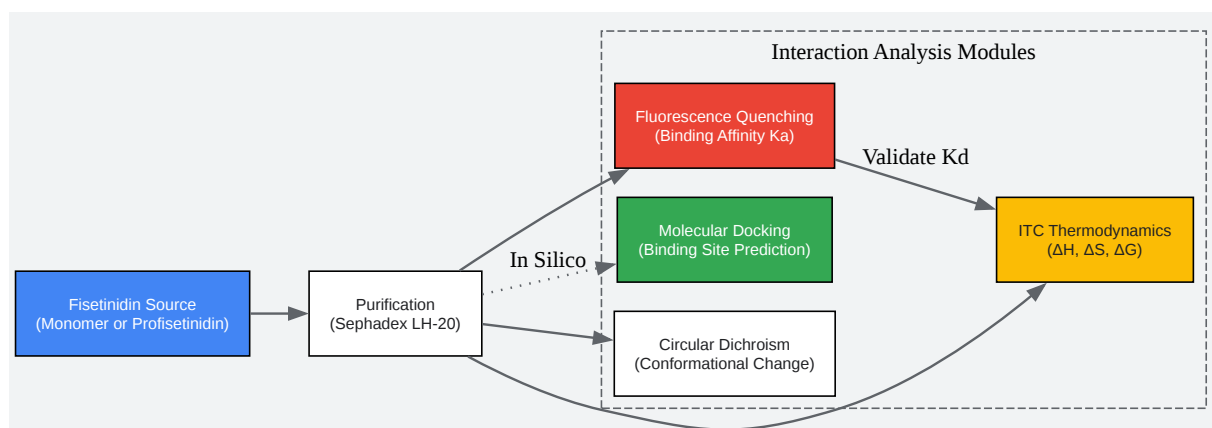 Interaction Analysis Modules
Fluorescence Quenching
(Binding Affinity Ka)
Validate Kd
Molecular Docking
(Binding Site Prediction)
ITC Thermodynamics
(ΔH, ΔS, ΔG)
In Silico
Fisetinidin Source
(Monomer or Profisetinidin)
Purification
(Sephadex LH-20)
Circular Dichroism
(Conformational Change)